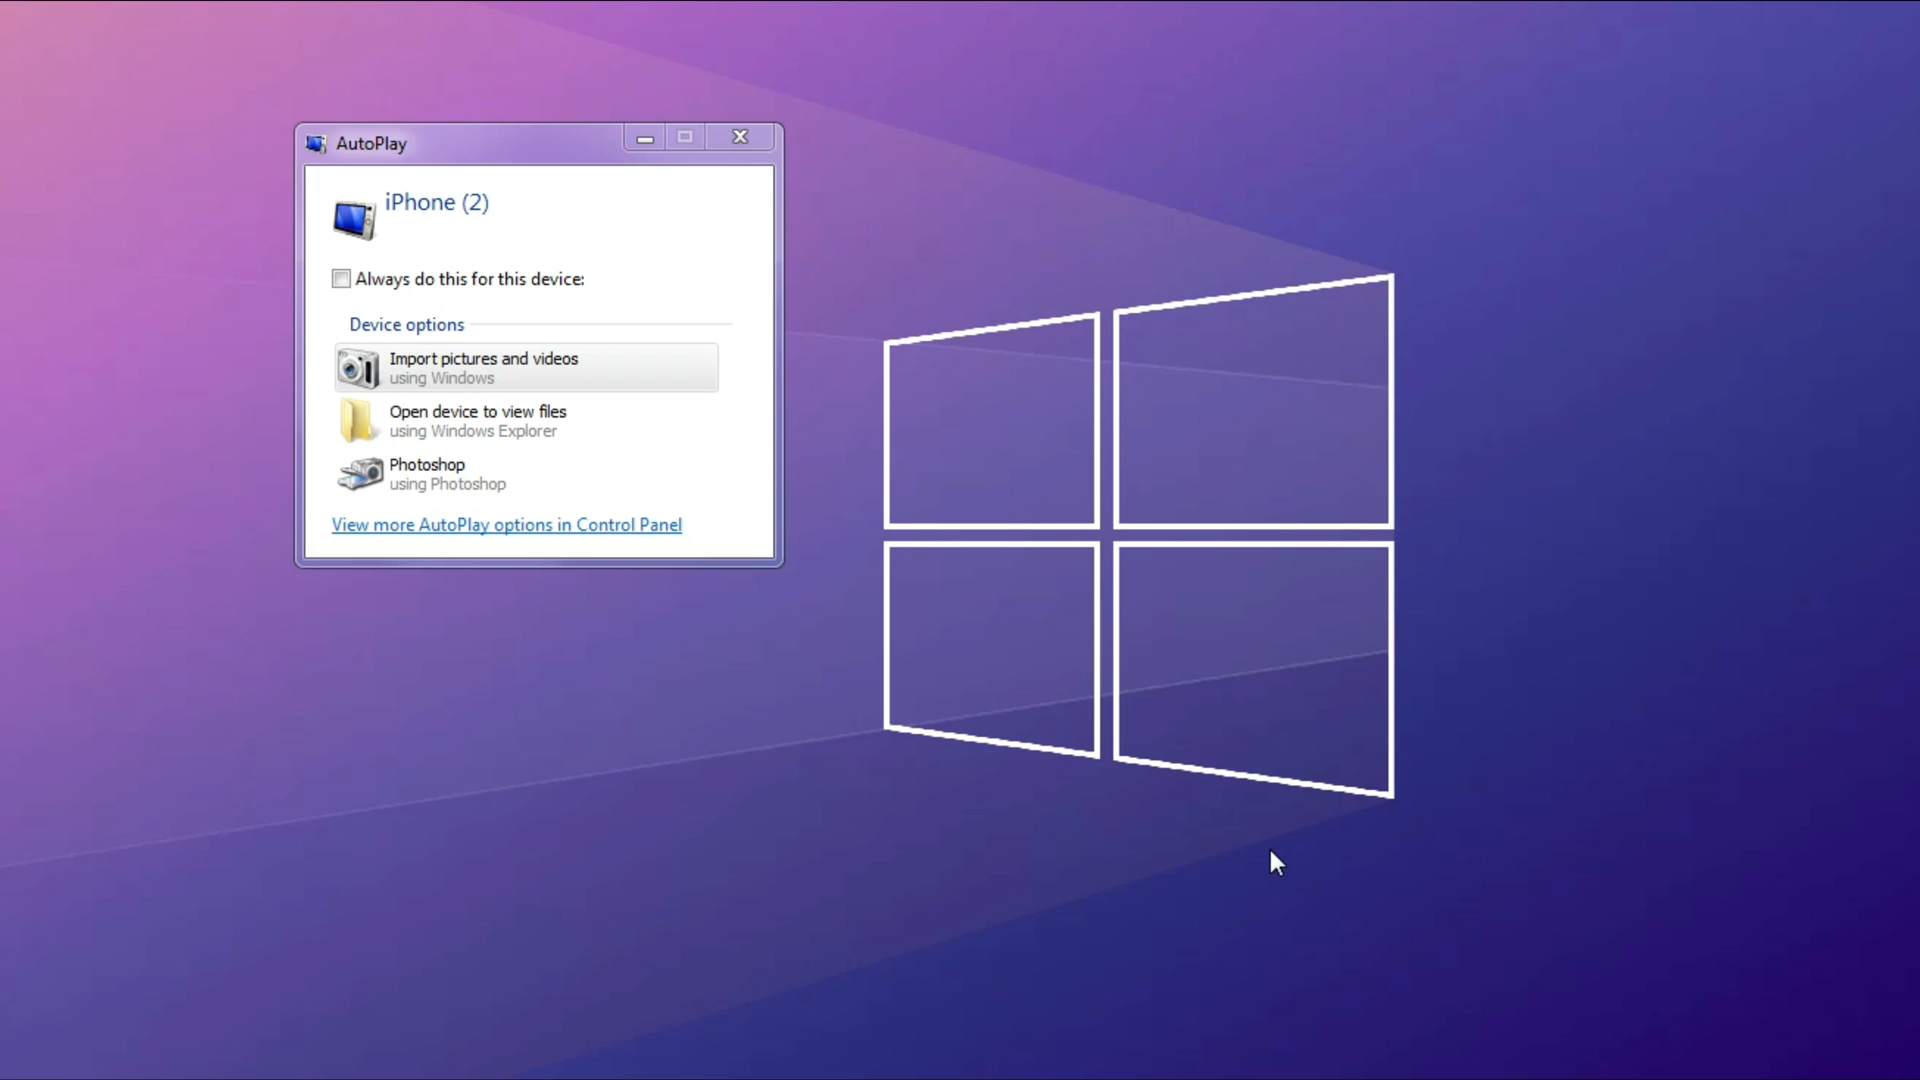 AutoPlay
iPhone (2)
Always do this for this device:
Device options
Import pictures and videos
using Windows
Open device to view files
using Windows Explorer
Photoshop
using Photoshop
View more AutoPlay options in Control Panel